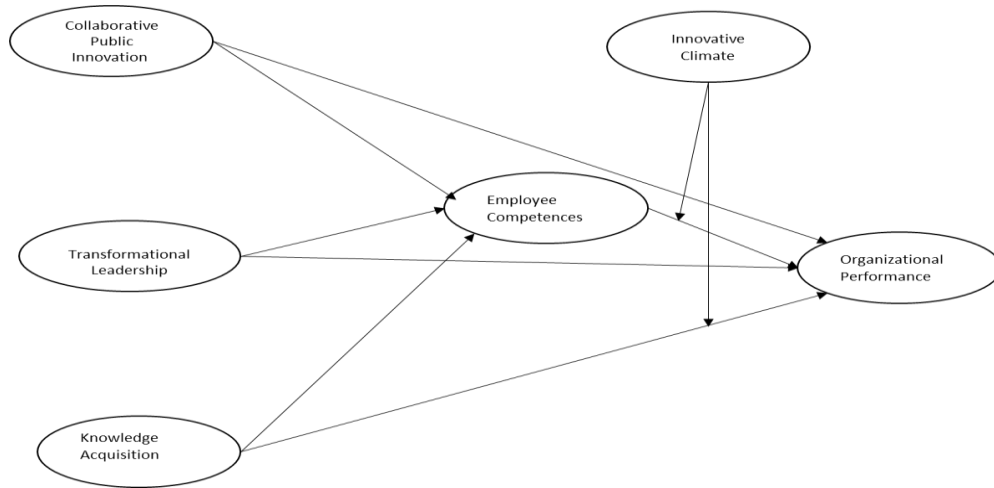 Collaborative
Public
Innovation
Innovative
Climate
Employee
Competences
Transformational
Leadership
Organizational
Performance
Knowledge
Acquisition